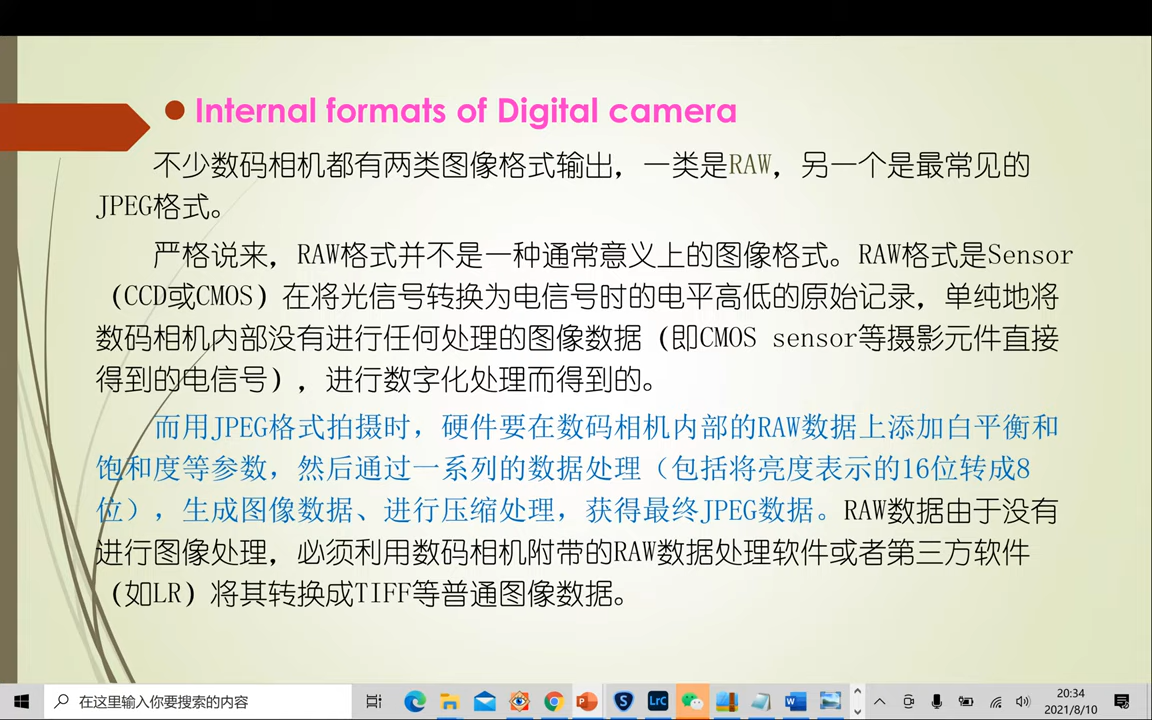 Internal formats of Digital camera
不少数码相机都有两类图像格式输出，一类是RAW，另一个是最常见的
JPEG格式。
严格说来，RAW格式并不是一种通常意义上的图像格式。RAW格式是Sensor
（CCD或CMOS）在将光信号转换为电信号时的电平高低的原始记录，单纯地将
数码相机内部没有进行任何处理的图像数据（即CMOS sensor等摄影元件直接
得到的电信号），进行数字化处理而得到的。
而用JPEG格式拍摄时，硬件要在数码相机内部的RAW数据上添加白平衡和
饱和度等参数，然后通过一系列的数据处理（包括将亮度表示的16位转成8
位），生成图像数据、进行压缩处理，获得最终JPEG数据。RAW数据由于没有
进行图像处理，必须利用数码相机附带的RAW数据处理软件或者第三方软件
（如LR）将其转换成TIFF等普通图像数据。
在这里输入你要搜索的内容
LrC
20:34
2021/8/10